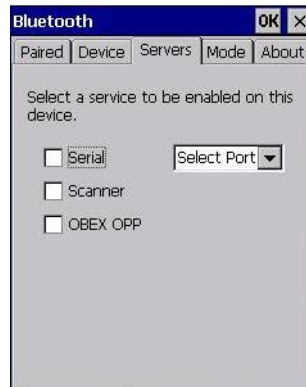 Bluetooth OK ×
Paired Device Servers Mode About
Select a service to be enabled on this
device.
Serial Select Port
Scanner
OBEX OPP